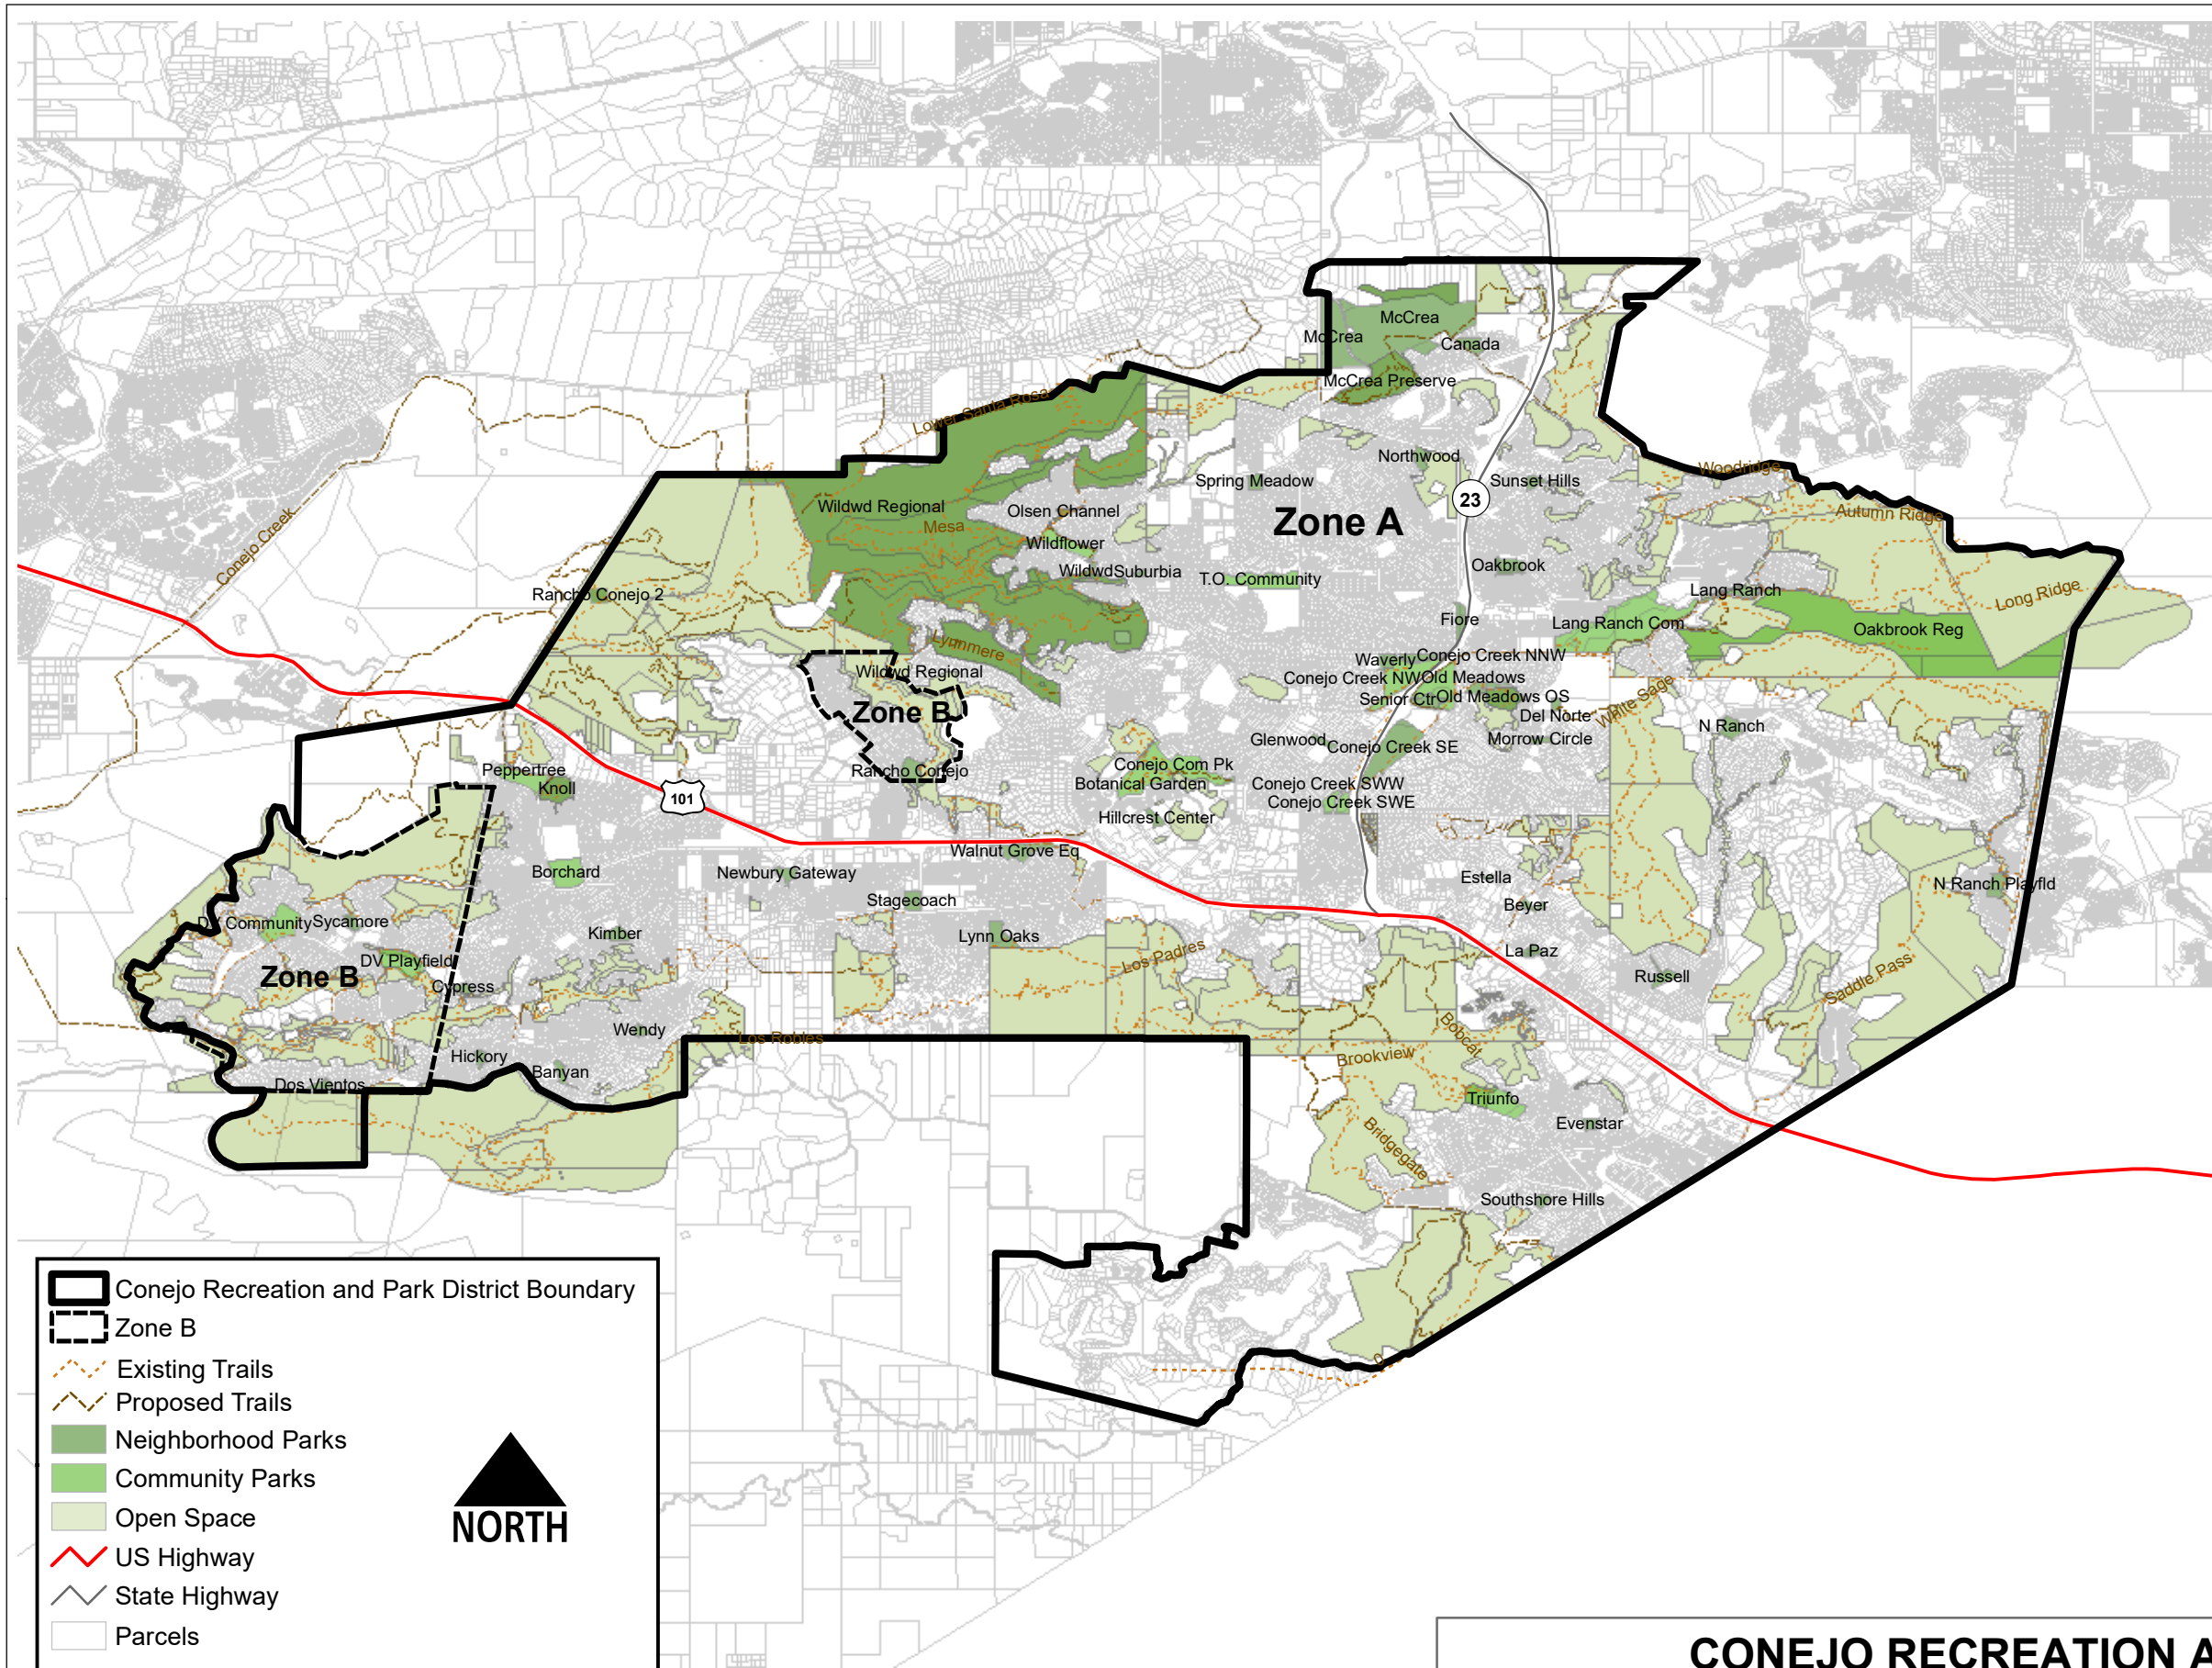 McCrea
McCrea
Canada
McCrea Preserve
Lower Santa Rosa
Northwood
Woodridge
Spring Meadow
Sunset Hills
23
Wildwd Regional
Olsen Channel
Zone A
Autumn Ridge
Mesa
Conejo Creek
Wildflower
Wildwd
Suburbia
T.O. Community
Oakbrook
Rancho Conejo 2
Lang Ranch
Long Ridge
Fiore
Lang Ranch Com
Oakbrook Reg
Lynnmere
Waverly
Conejo Creek NNW
Wildwd Regional
Conejo Creek NW
Old Meadows
Senior Ctr
Old Meadows OS
White Sage
Zone B
Del Norte
N Ranch
Glenwood
Conejo Creek SE
Morrow Circle
Peppertree
Rancho Conejo
Conejo Com Pk
Knoll
Botanical Garden
Conejo Creek SWW
101
Conejo Creek SWE
Hillcrest Center
Walnut Grove Eq
Borchard
Newbury Gateway
Estella
N Ranch Playfld
Stagecoach
Beyer
DV Community
Sycamore
Kimber
Lynn Oaks
La Paz
Los Padres
DV Playfield
Zone B
Russell
Cypress
Saddle Pass
Wendy
Bobcat
Los Robles
Hickory
Brookview
Banyan
Dos Vientos
Triunfo
Evenstar
Bridgegate
Southshore Hills
Conejo Recreation and Park District Boundary
Zone B
Existing Trails
Proposed Trails
Neighborhood Parks
Community Parks
Open Space
US Highway
State Highway
Parcels
NORTH
CONEJO RECREATION A